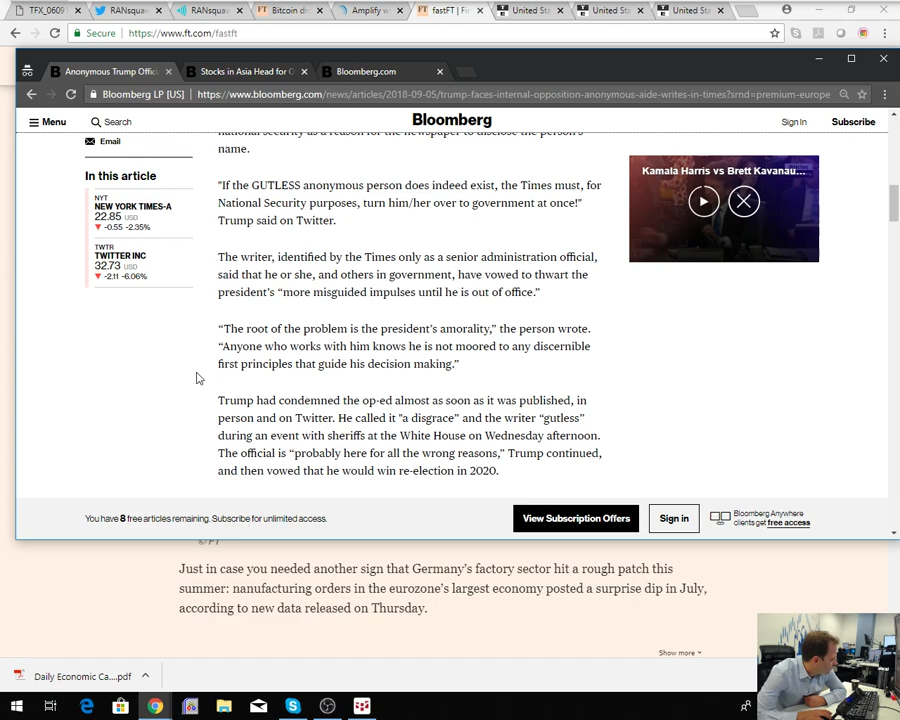 TFX_0609
RANsqua
RANsqua
Bitcoin dr
Amplify w
fastFT | Fi
United St
United St
United St
Secure
https://www.ft.com/fastft
Anonymous Trump Offic
Stocks in Asia Head for
Bloomberg.com
Bloomberg LP [US]
https://www.bloomberg.com/news/articles/2018-09-05/trump-faces-internal-opposition-anonymous-aide-writes-in-times?srnd=premium-europe
Menu
Search
Bloomberg
Sign In
Subscribe
national security as a reason for the newspaper to disclose the person's
name.
Email
In this article
NYT
NEW YORK TIMES-A
22.85 USD
▼ -0.55 -2.35%
TWTR
TWITTER INC
32.73 USD
▼ -2.11 -6.06%
"If the GUTLESS anonymous person does indeed exist, the Times must, for
National Security purposes, turn him/her over to government at once!"
Trump said on Twitter.
The writer, identified by the Times only as a senior administration official,
said that he or she, and others in government, have vowed to thwart the
president's “more misguided impulses until he is out of office.”
“The root of the problem is the president's amorality,” the person wrote.
“Anyone who works with him knows he is not moored to any discernible
first principles that guide his decision making.”
Trump had condemned the op-ed almost as soon as it was published, in
person and on Twitter. He called it "a disgrace” and the writer “gutless”
during an event with sheriffs at the White House on Wednesday afternoon.
The official is “probably here for all the wrong reasons,” Trump continued,
and then vowed that he would win re-election in 2020.
Kamala Harris vs Brett Kavanau...
You have 8 free articles remaining. Subscribe for unlimited access.
View Subscription Offers
Sign in
Bloomberg Anywhere
clients get free access
© FT
Just in case you needed another sign that Germany's factory sector hit a rough patch this
summer: nanufacturing orders in the eurozone's largest economy posted a surprise dip in July,
according to new data released on Thursday.
Show more
Daily Economic Ca....pdf